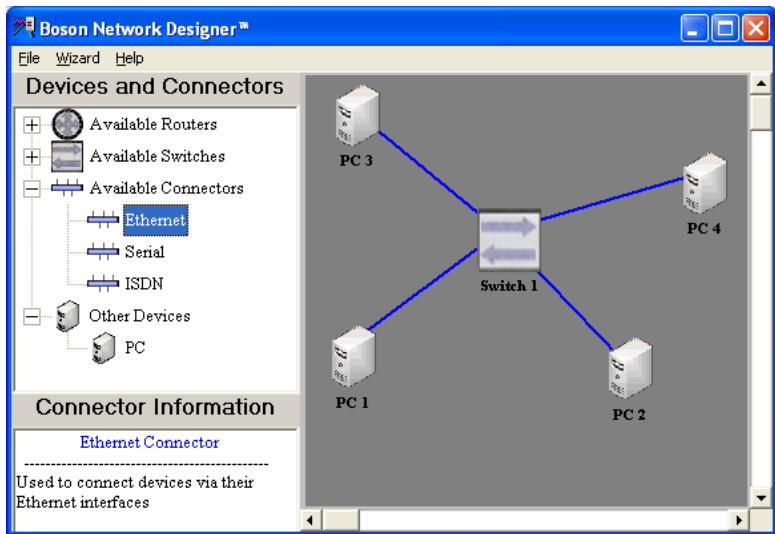 Boson Network Designer™
File Wizard Help
Devices and Connectors
Available Routers
Available Switches
Available Connectors
Ethernet
Serial
ISDN
Other Devices
PC
Connector Information
Ethernet Connector
------------------------------------------
Used to connect devices via their
Ethernet interfaces
PC 3
PC 4
Switch 1
PC 1
PC 2